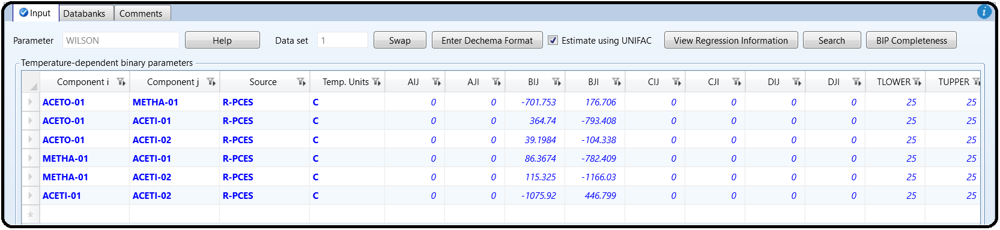 Input Databanks Comments
Parameter WILSON Help Data set 1 Swap Enter Dechema Format Estimate using UNIFAC View Regression Information Search BIP Completeness
Temperature-dependent binary parameters
Component i Component j Source Temp. Units AIJ AJI BIJ BJI CIJ CJI DIJ DJI TLOWER TUPPER
ACETO-01 METHA-01 R-PCES C 0 0 -701.753 176.706 0 0 0 0 25 25
ACETO-01 ACETI-01 R-PCES C 0 0 364.74 -793.408 0 0 0 0 25 25
ACETO-01 ACETI-02 R-PCES C 0 0 39.1984 -104.338 0 0 0 0 25 25
METHA-01 ACETI-01 R-PCES C 0 0 86.3674 -782.409 0 0 0 0 25 25
METHA-01 ACETI-02 R-PCES C 0 0 115.325 -1166.03 0 0 0 0 25 25
ACETI-01 ACETI-02 R-PCES C 0 0 -1075.92 446.799 0 0 0 0 25 25